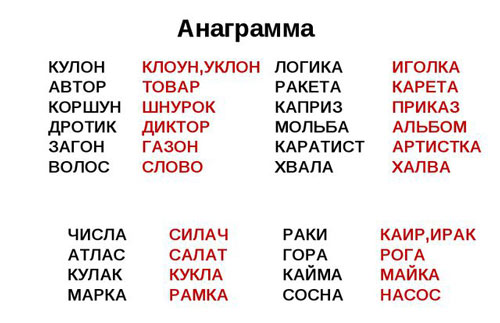 Анаграмма
КУЛОН КЛОУН,УКЛОН ЛОГИКА ИГОЛКА
АВТОР ТОВАР РАКЕТА КАРЕТА
КОРШУН ШНУРОК КАПРИЗ ПРИКАЗ
ДРОТИК ДИКТОР МОЛЬБА АЛЬБОМ
ЗАГОН ГАЗОН КАРАТИСТ АРТИСТКА
ВОЛОС СЛОВО ХВАЛА ХАЛВА
ЧИСЛА СИЛАЧ РАКИ КАИР,ИРАК
АТЛАС САЛАТ ГОРА РОГА
КУЛАК КУКЛА КАЙМА МАЙКА
МАРКА РАМКА СОСНА НАСОС